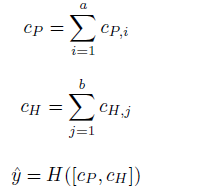 c_P = \sum_{i=1}^{a} c_{P,i}
c_H = \sum_{j=1}^{b} c_{H,j}
\hat{y} = H([c_P, c_H])